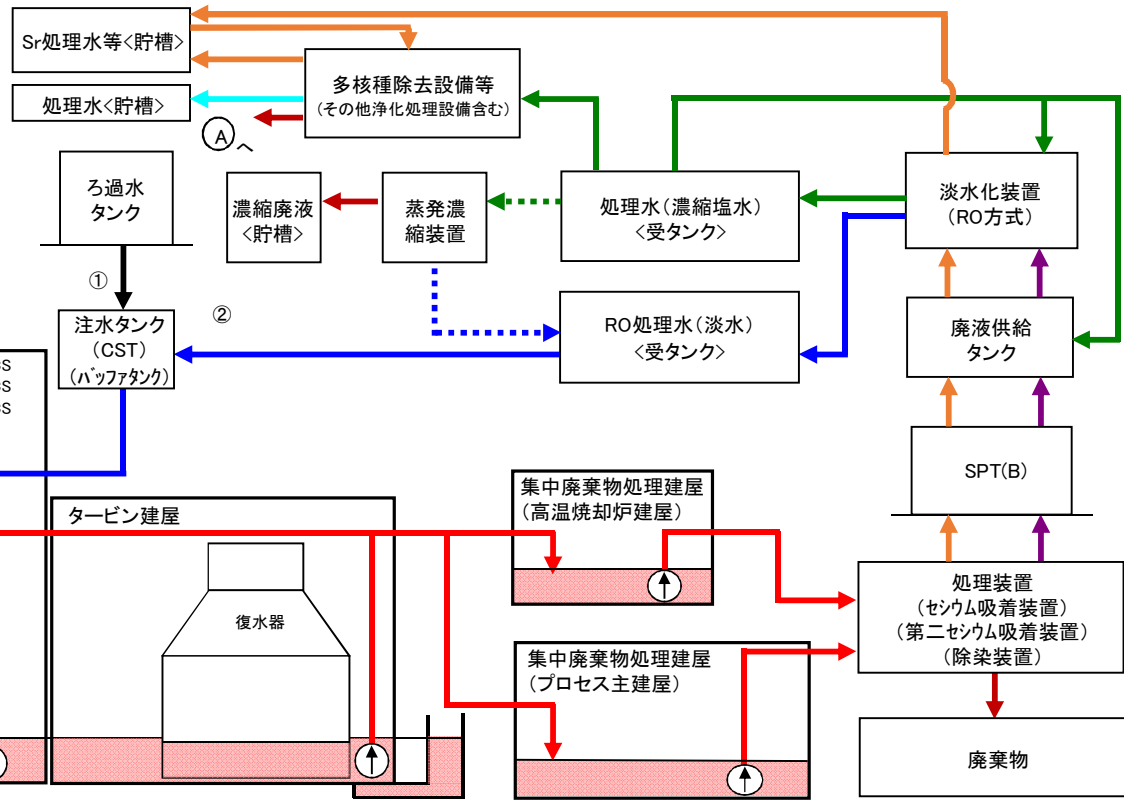 Sr処理水等<貯槽>
多核種除去設備等
(その他浄化処理設備含む)
処理水<貯槽>
Aへ
ろ過水
タンク
濃縮廃液
<貯槽>
蒸発濃
縮装置
処理水(濃縮塩水)
<受タンク>
淡水化装置
(RO方式)
①
②
注水タンク
(CST)
(バッファタンク)
RO処理水(淡水)
<受タンク>
廃液供給
タンク
SPT(B)
タービン建屋
復水器
集中廃棄物処理建屋
(高温焼却炉建屋)
集中廃棄物処理建屋
(プロセス主建屋)
処理装置
(セシウム吸着装置)
(第二セシウム吸着装置)
(除染装置)
廃棄物